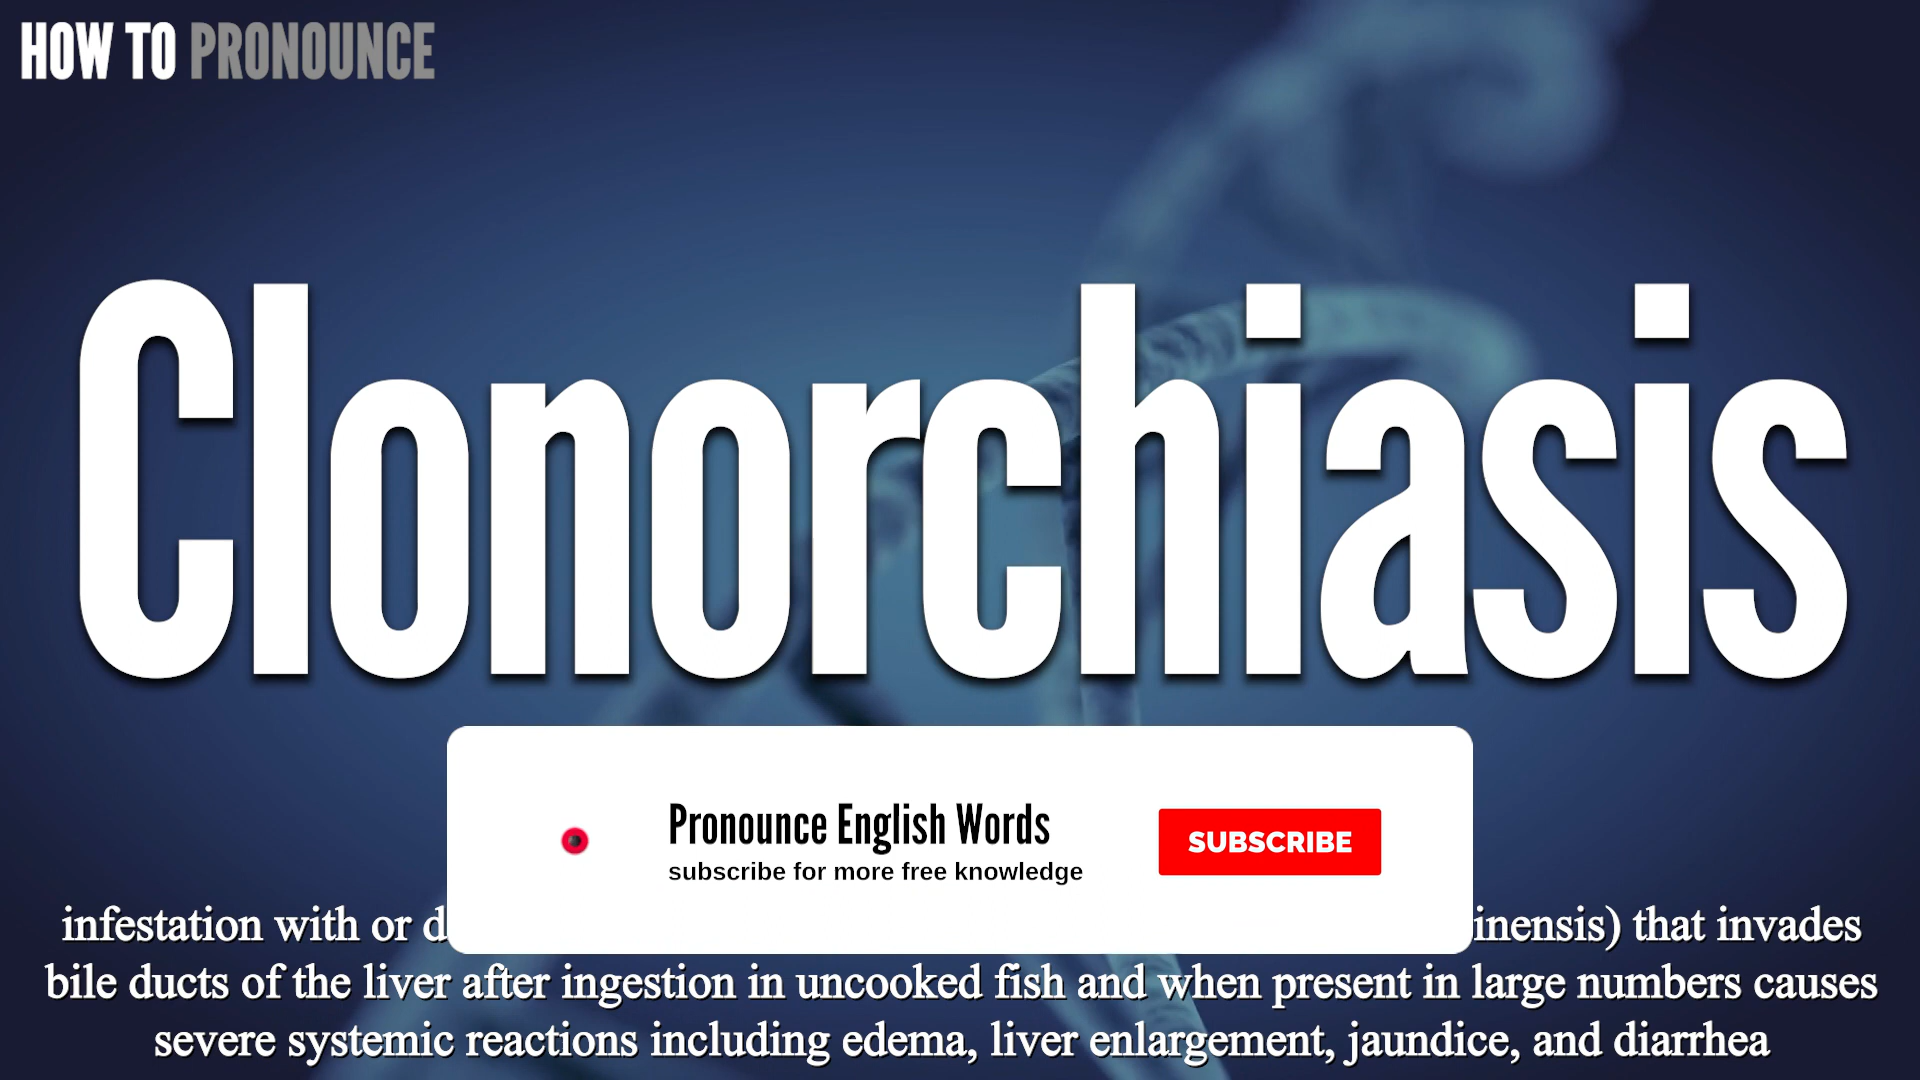 HOW TO PRONOUNCE
Clonorchiasis
Pronounce English Words
subscribe for more free knowledge
SUBSCRIBE
infestation with or d inensis) that invades
bile ducts of the liver after ingestion in uncooked fish and when present in large numbers causes
severe systemic reactions including edema, liver enlargement, jaundice, and diarrhea